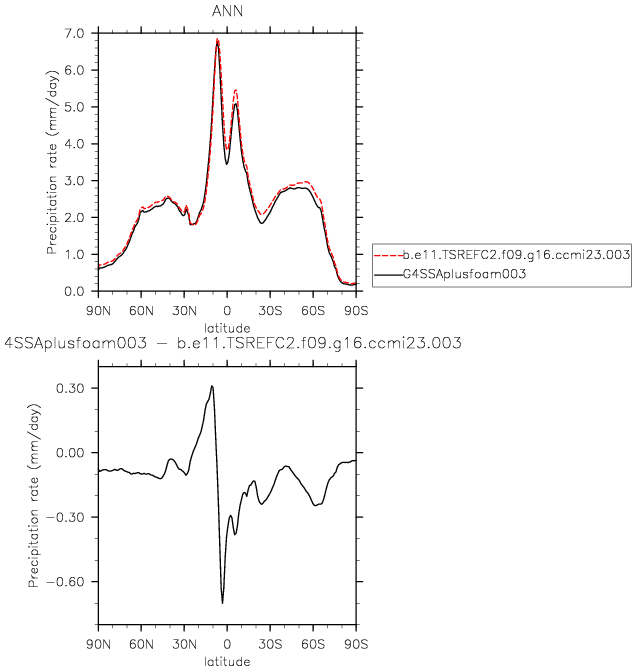 ANN
7.0
6.0
5.0
4.0
3.0
2.0
1.0
0.0
Precipitation rate (mm/day)
90N 60N 30N 0 30S 60S 90S
latitude
b.e11.TSREFC2.f09.g16.ccmi23.003
G4SSAplusfoam003
4SSAplusfoam003 − b.e11.TSREFC2.f09.g16.ccmi23.003
0.30
0.00
−0.30
−0.60
Precipitation rate (mm/day)
90N 60N 30N 0 30S 60S 90S
latitude